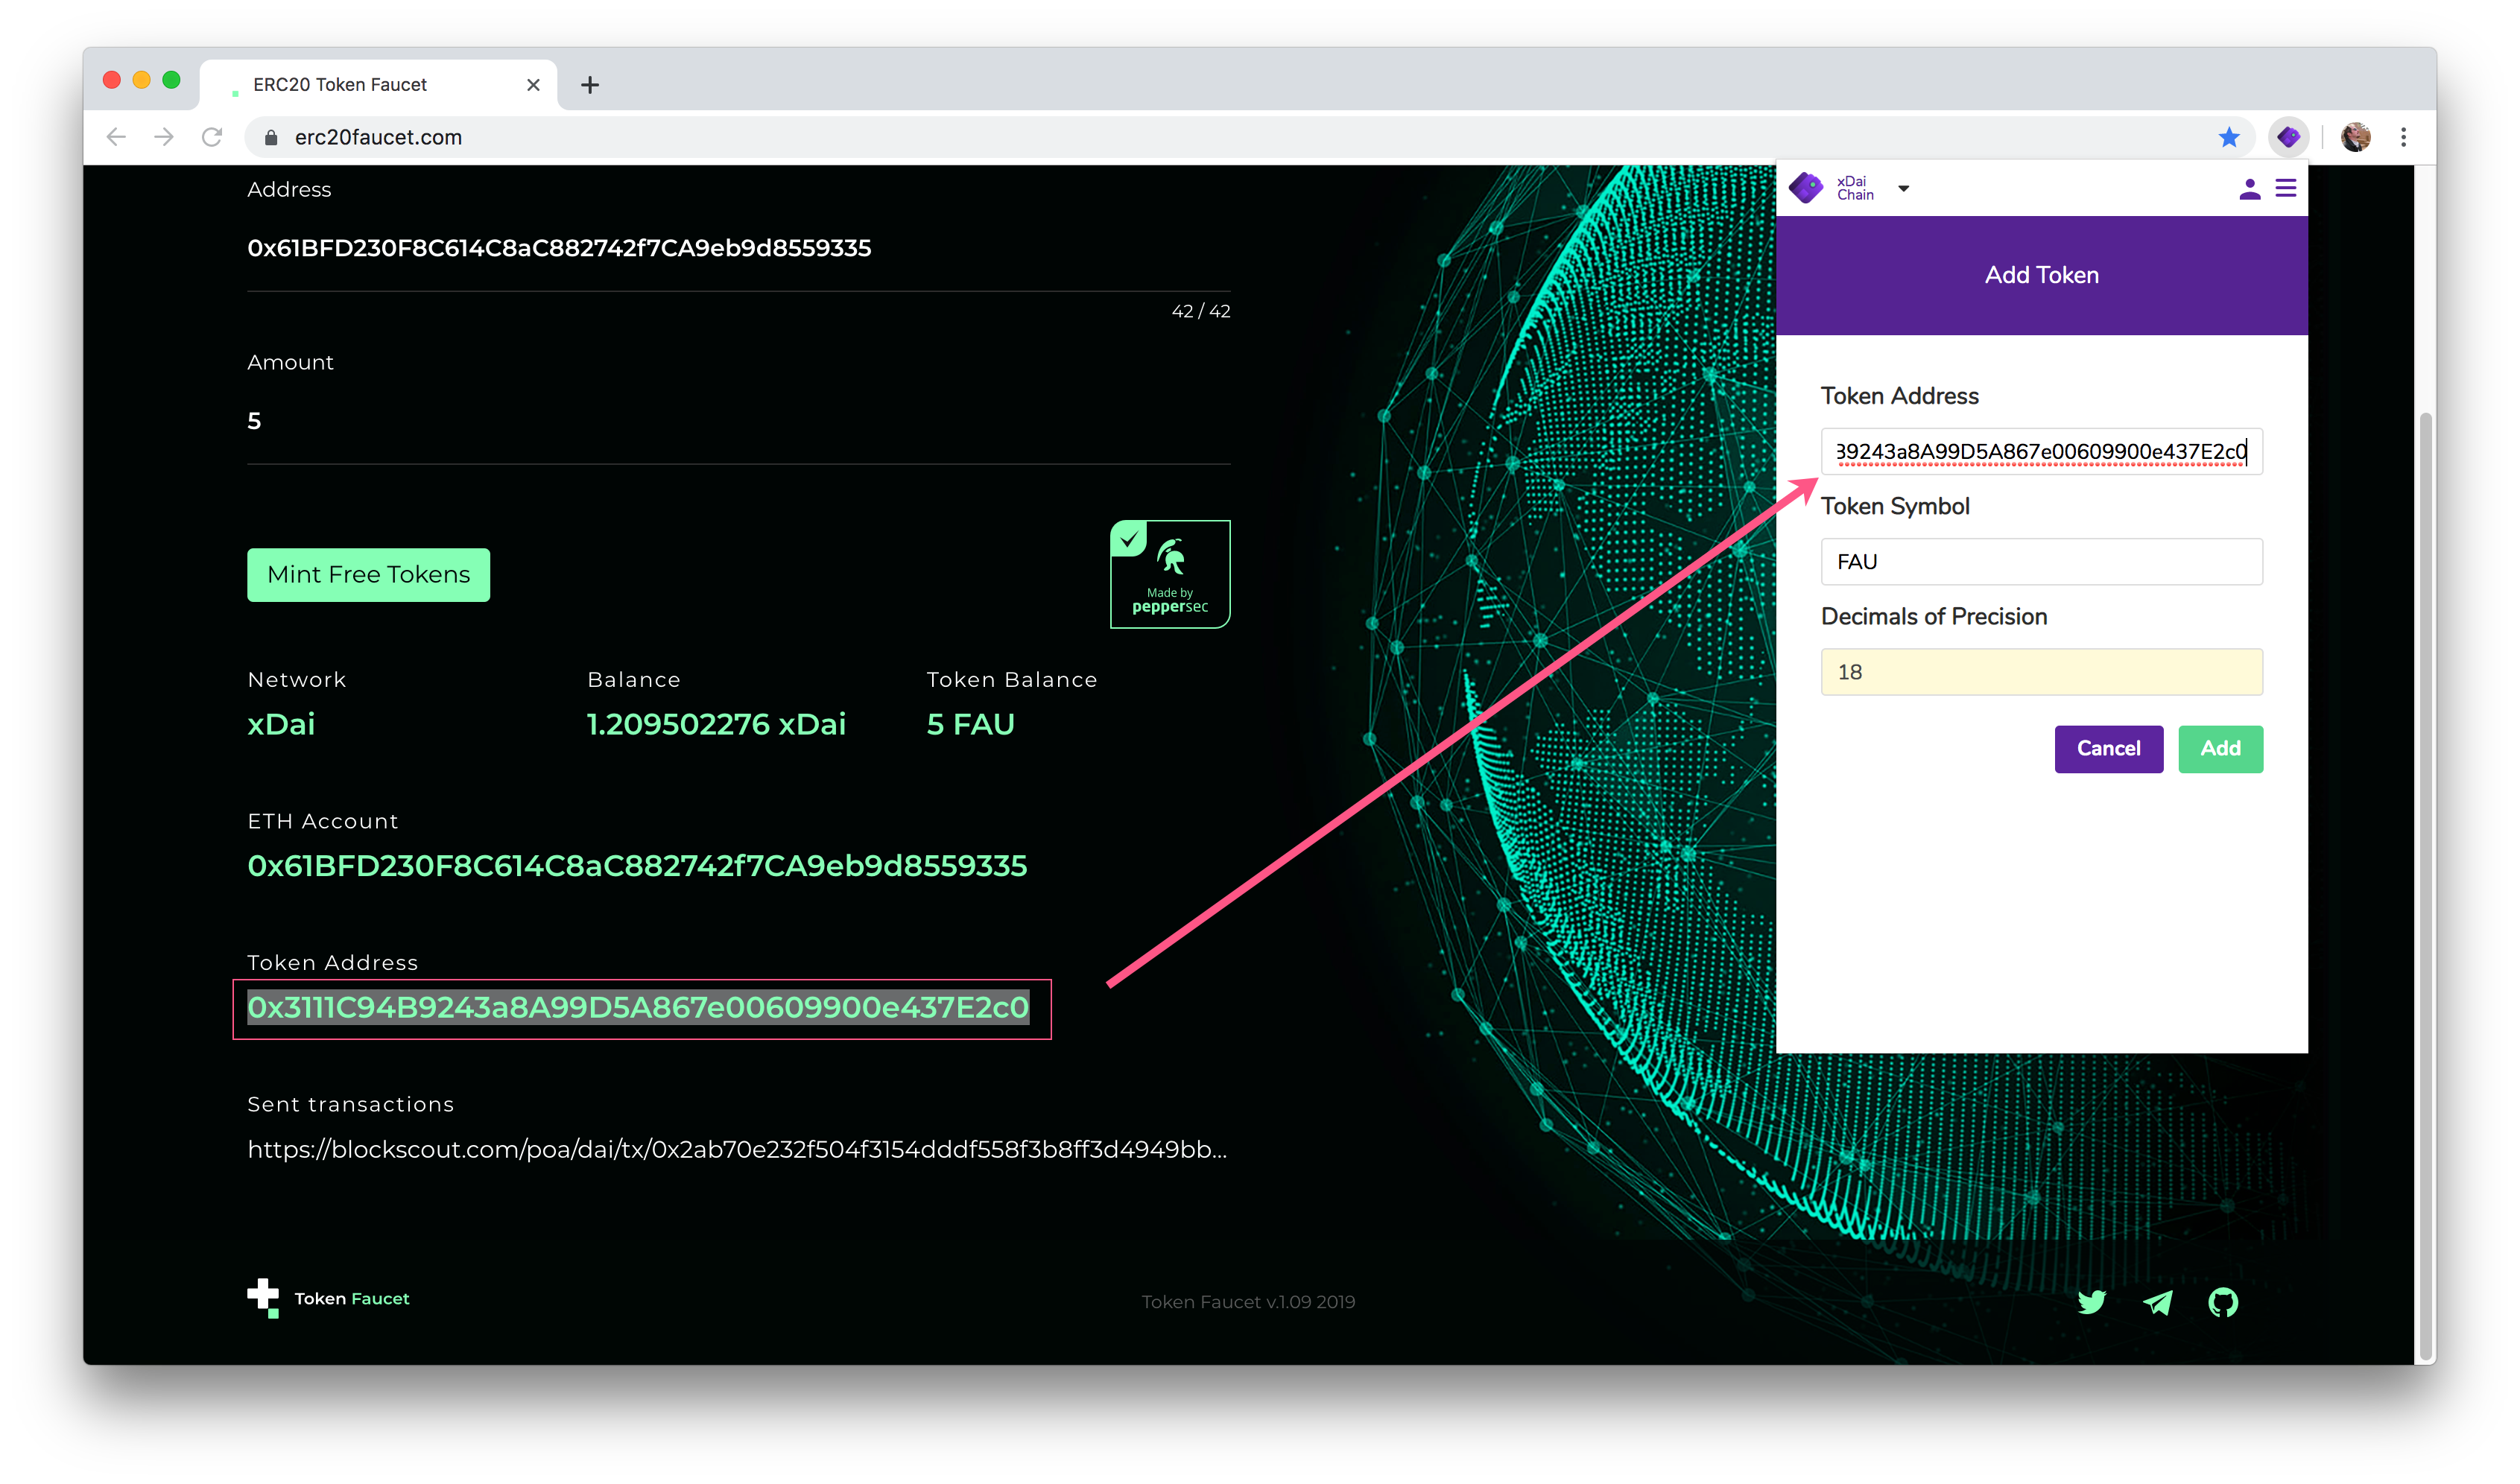 ERC20 Token Faucet
erc20faucet.com
Address
0x61BFD230F8C614C8aC882742f7CA9eb9d8559335
42 / 42
Amount
5
Mint Free Tokens
Made by
peppersec
Network
Balance
Token Balance
xDai
1.209502276 xDai
5 FAU
ETH Account
0x61BFD230F8C614C8aC882742f7CA9eb9d8559335
Token Address
0x3111C94B9243a8A99D5A867e00609900e437E2c0
Sent transactions
https://blockscout.com/poa/dai/tx/0x2ab70e232f504f3154dddf558f3b8ff3d4949bb...
Token Faucet
Token Faucet v.1.09 2019
xDai
Chain
Add Token
Token Address
39243a8A99D5A867e00609900e437E2c0
Token Symbol
FAU
Decimals of Precision
18
Cancel
Add